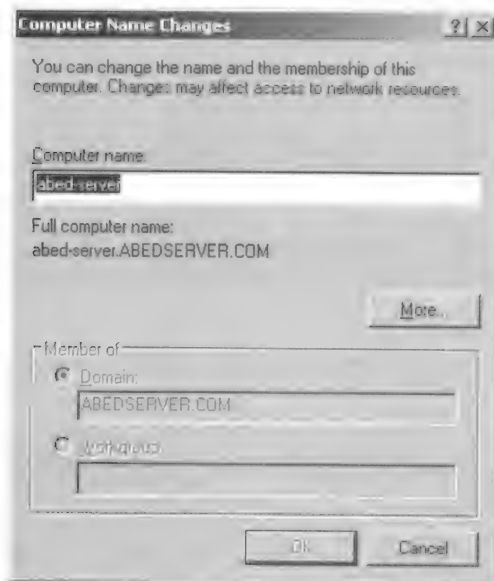 Computer Name Changes
You can change the name and the membership of this
computer. Changes may affect access to network resources.
Computer name:
abed-server
Full computer name:
abed-server.ABEDSERVER.COM
More...
Member of
Domain:
ABEDSERVER.COM
Workgroup:
OK
Cancel